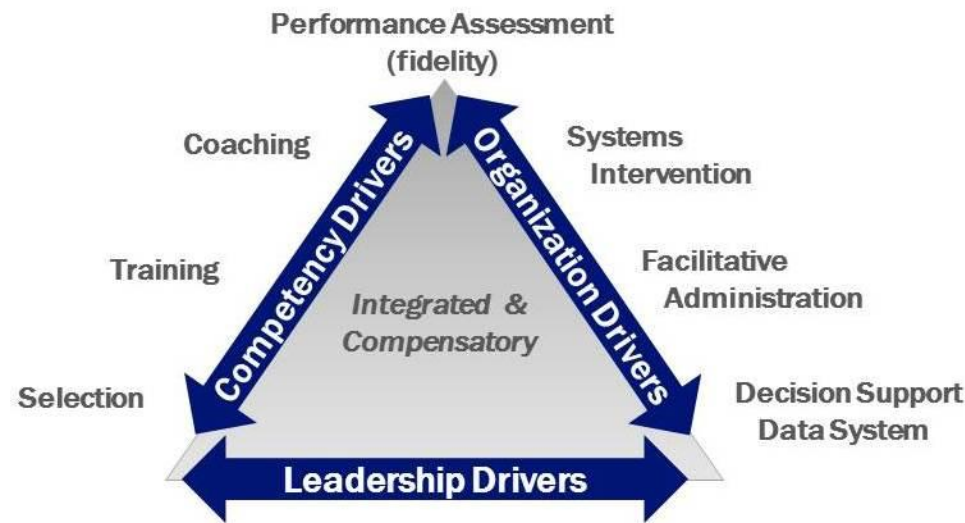 Performance Assessment
(fidelity)
Coaching
Training
Selection
Competency Drivers
Organization Drivers
Systems
Intervention
Facilitative
Administration
Decision Support
Data System
Integrated &
Compensatory
Leadership Drivers